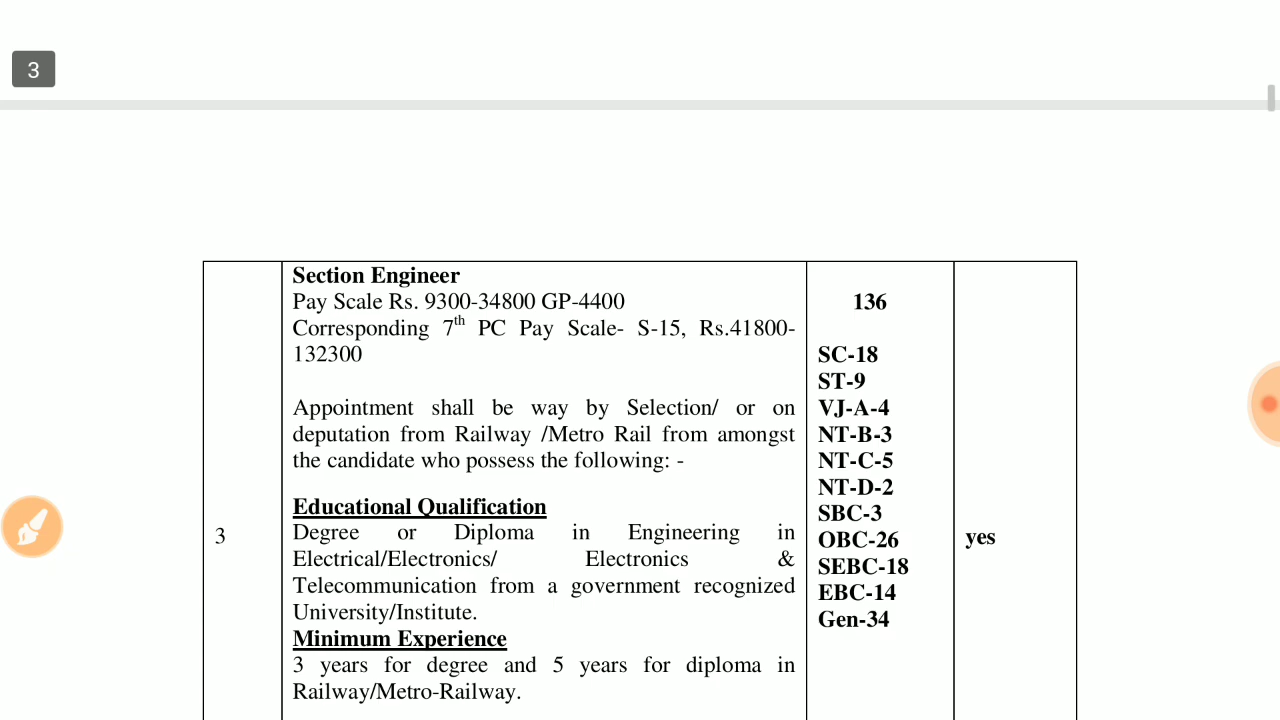 3
Section Engineer
Pay Scale Rs. 9300-34800 GP-4400
Corresponding 7th PC Pay Scale- S-15, Rs.41800-
132300
Appointment shall be way by Selection/ or on
deputation from Railway /Metro Rail from amongst
the candidate who possess the following: -
Educational Qualification
3
Degree or Diploma in Engineering in
Electrical/Electronics/ Electronics &
Telecommunication from a government recognized
University/Institute.
Minimum Experience
3 years for degree and 5 years for diploma in
Railway/Metro-Railway.
136
SC-18
ST-9
VJ-A-4
NT-B-3
NT-C-5
NT-D-2
SBC-3
OBC-26
SEBC-18
EBC-14
Gen-34
yes